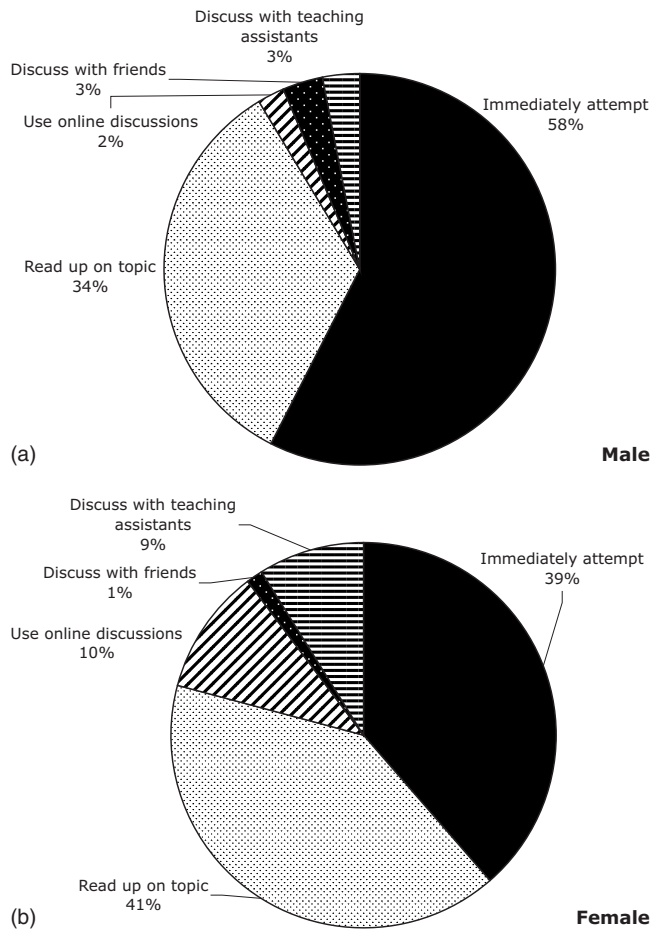 Discuss with teaching
assistants
3%
Discuss with friends
3%
Immediately attempt
58%
Use online discussions
2%
Read up on topic
34%
(a)
Male
Discuss with teaching
assistants
9%
Immediately attempt
39%
Discuss with friends
1%
Use online discussions
10%
Read up on topic
41%
(b)
Female